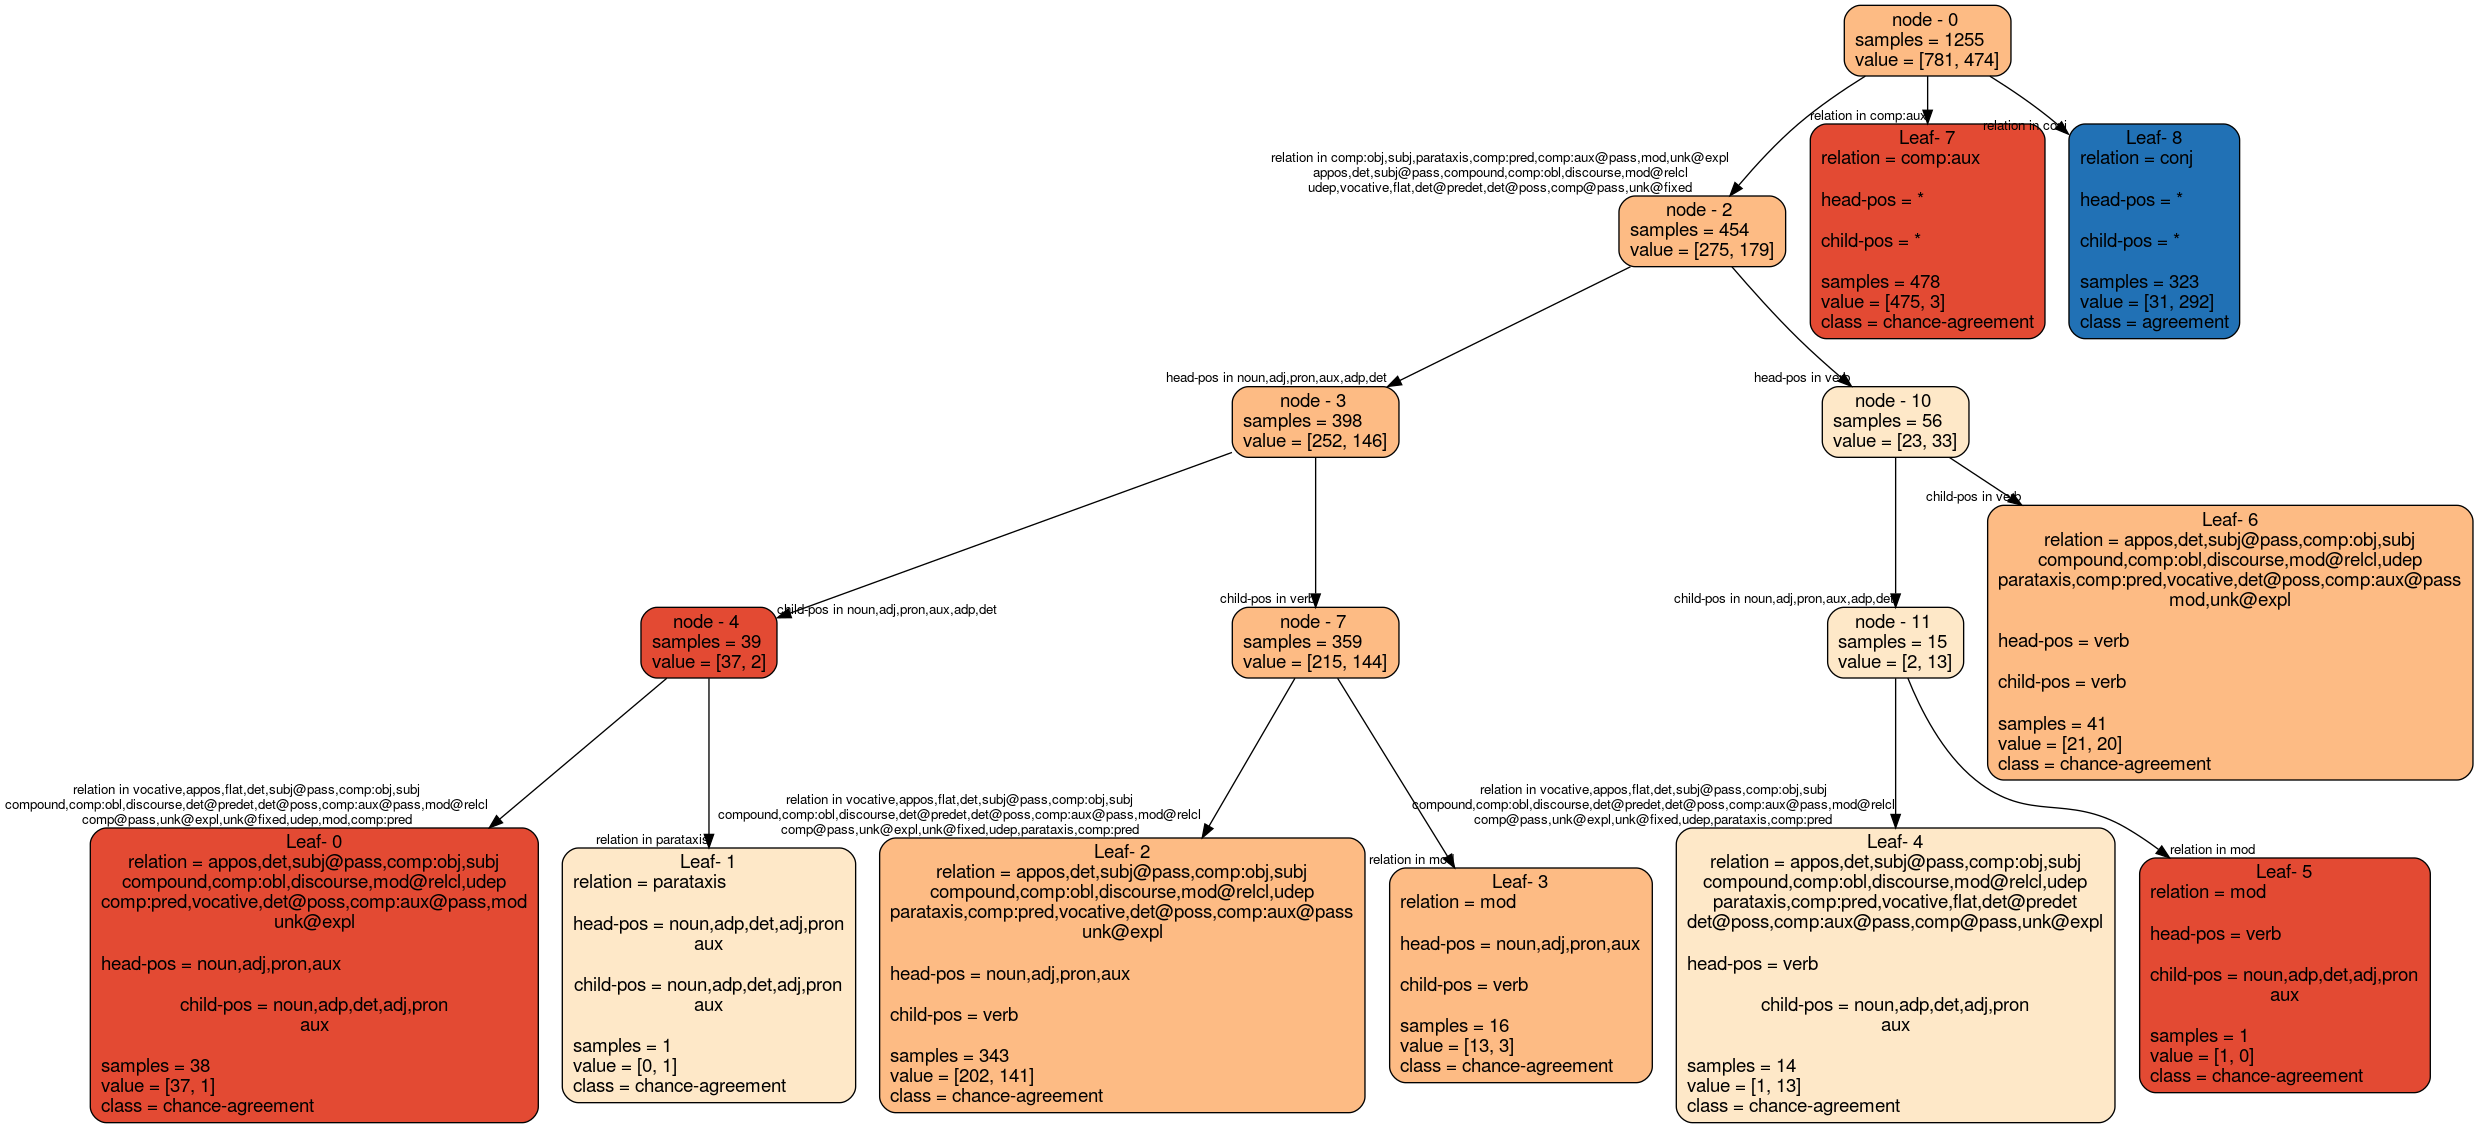 node - 0
samples = 1255
value = [781, 474]
relation in comp:aux
relation in conj
Leaf- 7
relation = comp:aux
head-pos = *
child-pos = *
samples = 478
value = [475, 3]
class = chance-agreement
Leaf- 8
relation = conj
head-pos = *
child-pos = *
samples = 323
value = [31, 292]
class = agreement
relation in comp:obj,subj,parataxis,comp:pred,comp:aux@pass,mod,unk@expl
appos,det,subj@pass,compound,comp:obl,discourse,mod@relcl
udep,vocative,flat,det@predet,det@poss,comp@pass,unk@fixed
node - 2
samples = 454
value = [275, 179]
head-pos in noun,adj,pron,aux,adp,det
head-pos in verb
node - 3
samples = 398
value = [252, 146]
node - 10
samples = 56
value = [23, 33]
child-pos in verb
Leaf- 6
relation = appos,det,subj@pass,comp:obj,subj
compound,comp:obl,discourse,mod@relcl,udep
parataxis,comp:pred,vocative,det@poss,comp:aux@pass
mod,unk@expl
head-pos = verb
child-pos = verb
samples = 41
value = [21, 20]
class = chance-agreement
child-pos in noun,adj,pron,aux,adp,det
child-pos in verb
child-pos in noun,adj,pron,aux,adp,det
node - 4
samples = 39
value = [37, 2]
node - 7
samples = 359
value = [215, 144]
node - 11
samples = 15
value = [2, 13]
relation in vocative,appos,flat,det,subj@pass,comp:obj,subj
compound,comp:obl,discourse,det@predet,det@poss,comp:aux@pass,mod@relcl
comp@pass,unk@expl,unk@fixed,udep,mod,comp:pred
relation in parataxis
relation in vocative,appos,flat,det,subj@pass,comp:obj,subj
compound,comp:obl,discourse,det@predet,det@poss,comp:aux@pass,mod@relcl
comp@pass,unk@expl,unk@fixed,udep,parataxis,comp:pred
relation in mod
relation in vocative,appos,flat,det,subj@pass,comp:obj,subj
compound,comp:obl,discourse,det@predet,det@poss,comp:aux@pass,mod@relcl
comp@pass,unk@expl,unk@fixed,udep,parataxis,comp:pred
relation in mod
Leaf- 0
relation = appos,det,subj@pass,comp:obj,subj
compound,comp:obl,discourse,mod@relcl,udep
comp:pred,vocative,det@poss,comp:aux@pass,mod
unk@expl
head-pos = noun,adj,pron,aux
child-pos = noun,adp,det,adj,pron
aux
samples = 38
value = [37, 1]
class = chance-agreement
Leaf- 1
relation = parataxis
head-pos = noun,adp,det,adj,pron
aux
child-pos = noun,adp,det,adj,pron
aux
samples = 1
value = [0, 1]
class = chance-agreement
Leaf- 2
relation = appos,det,subj@pass,comp:obj,subj
compound,comp:obl,discourse,mod@relcl,udep
parataxis,comp:pred,vocative,det@poss,comp:aux@pass
unk@expl
head-pos = noun,adj,pron,aux
child-pos = verb
samples = 343
value = [202, 141]
class = chance-agreement
Leaf- 3
relation = mod
head-pos = noun,adj,pron,aux
child-pos = verb
samples = 16
value = [13, 3]
class = chance-agreement
Leaf- 4
relation = appos,det,subj@pass,comp:obj,subj
compound,comp:obl,discourse,mod@relcl,udep
parataxis,comp:pred,vocative,flat,det@predet
det@poss,comp:aux@pass,comp@pass,unk@expl
head-pos = verb
child-pos = noun,adp,det,adj,pron
aux
samples = 14
value = [1, 13]
class = chance-agreement
Leaf- 5
relation = mod
head-pos = verb
child-pos = noun,adp,det,adj,pron
aux
samples = 1
value = [1, 0]
class = chance-agreement